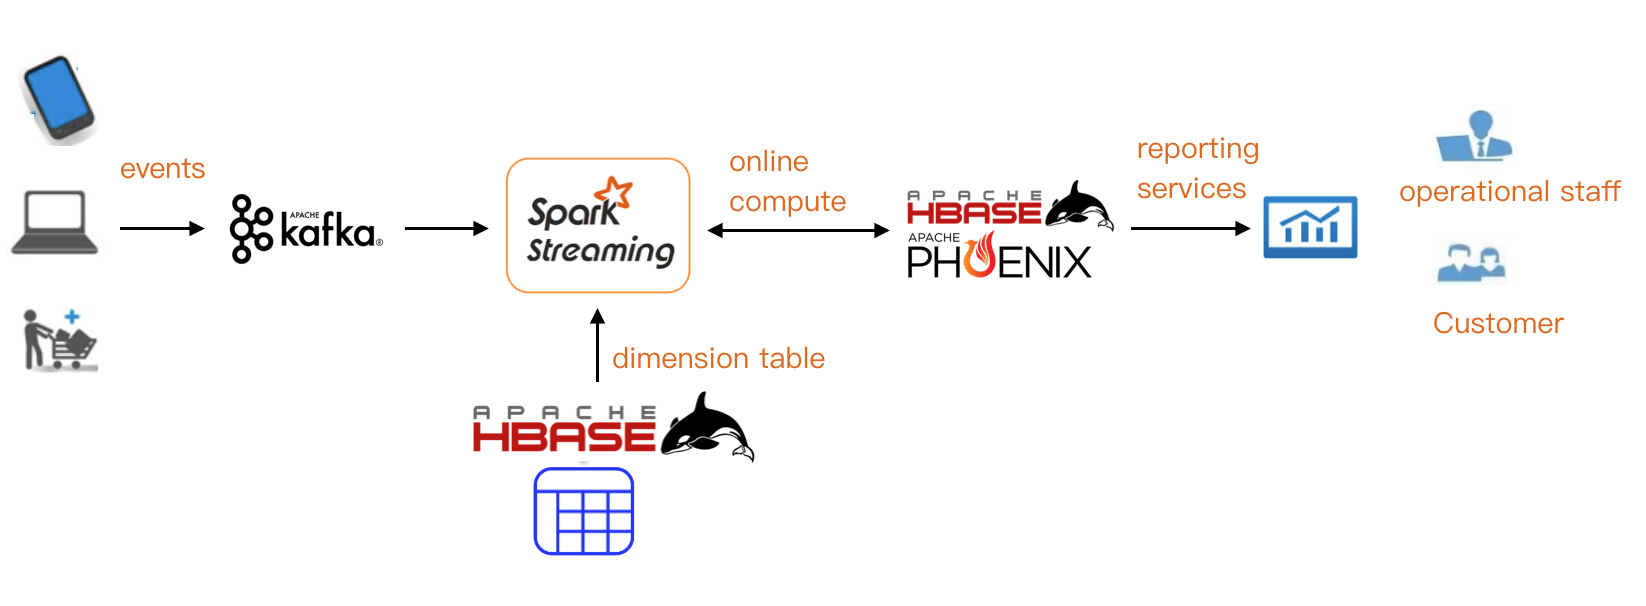 events
APACHE
kafka®
Spark
Streaming
online
compute
APACHE
HBASE
APACHE
PHOENIX
reporting
services
operational staff
Customer
dimension table
APACHE
HBASE